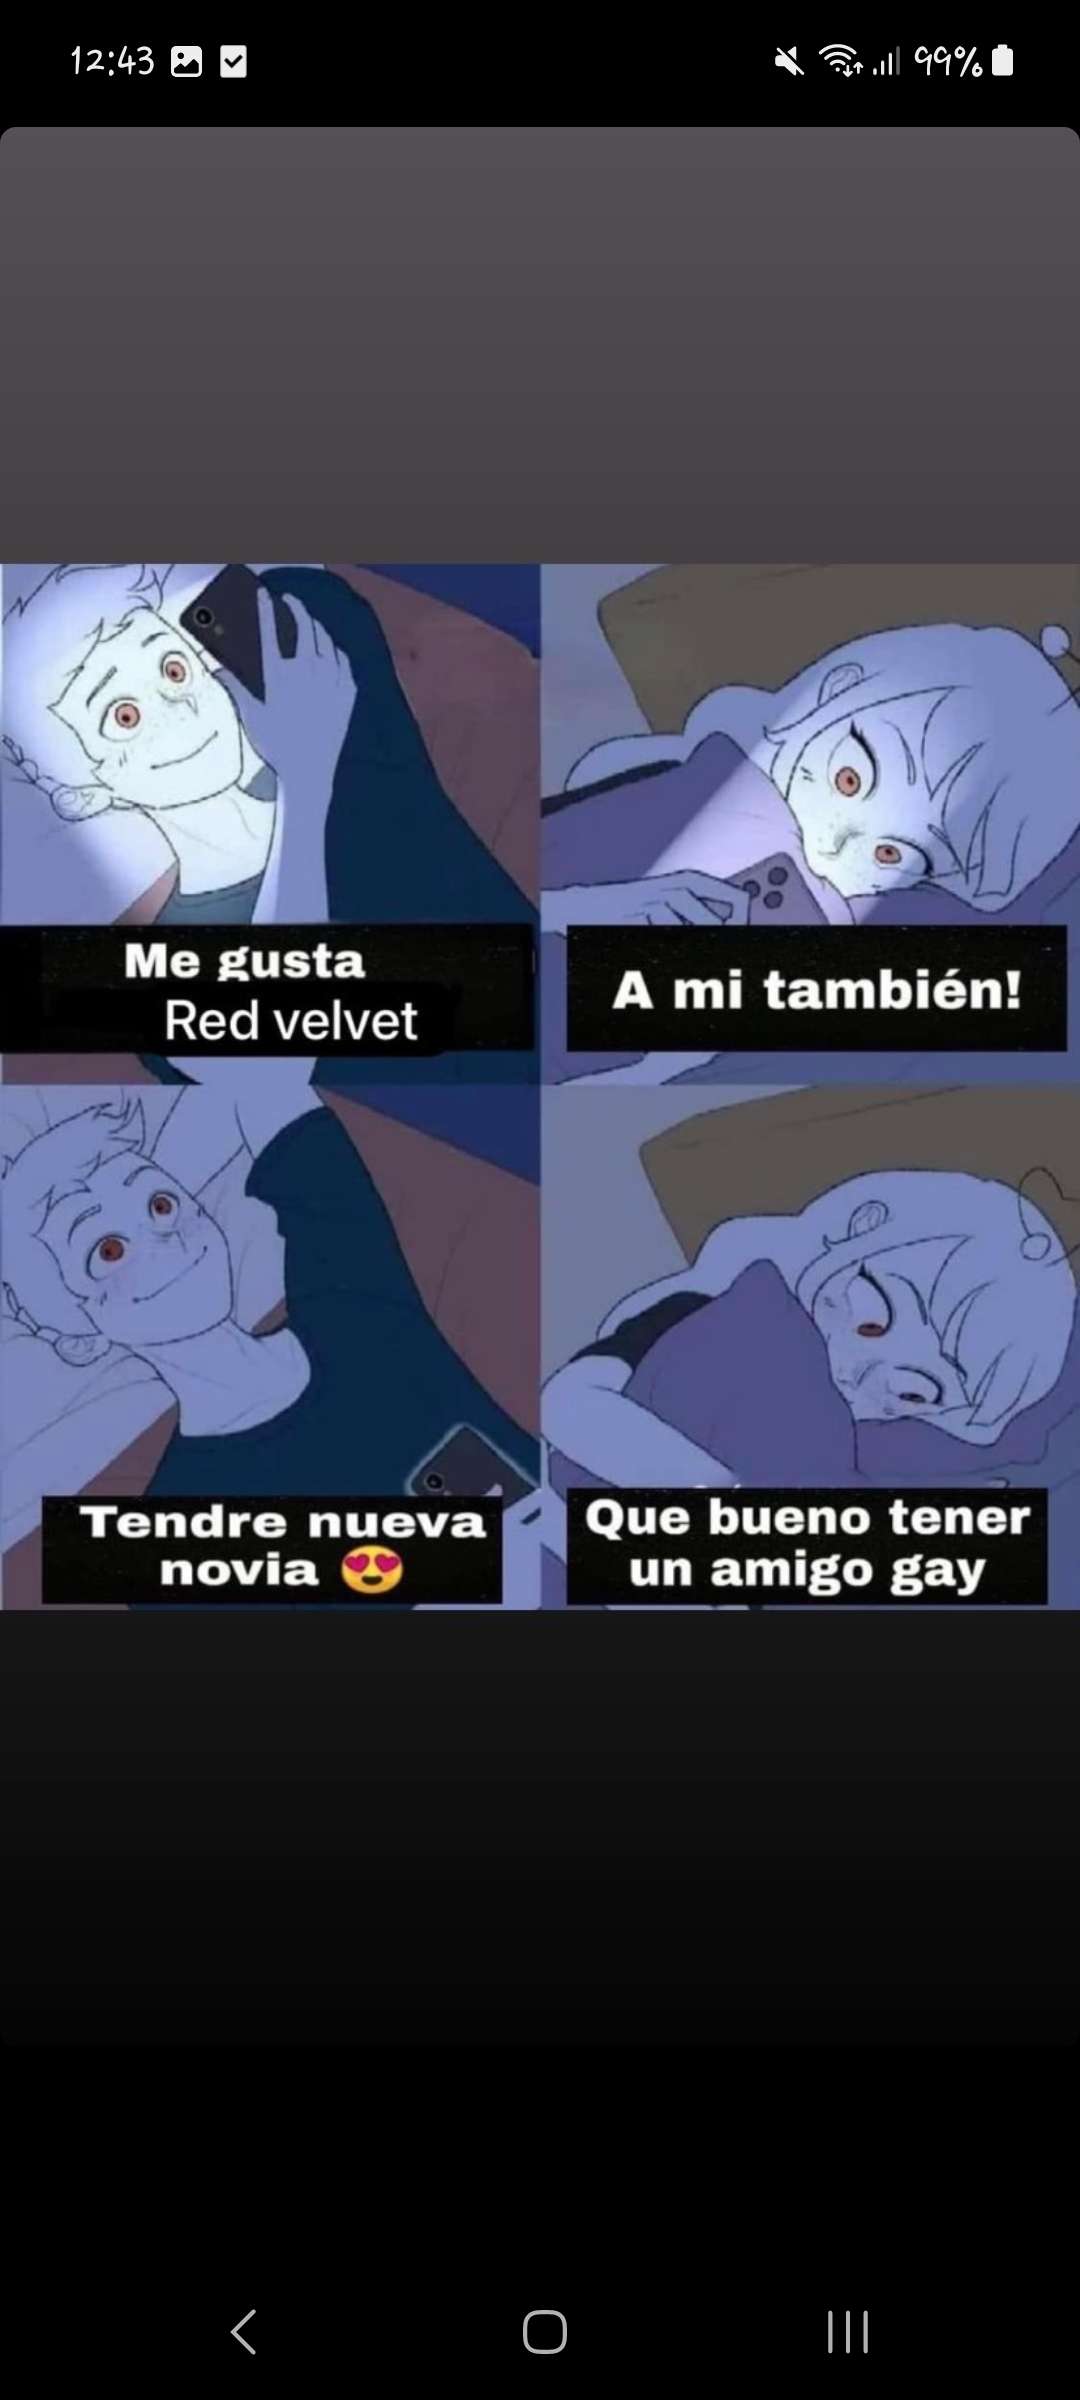 12:43
99%
Me gusta
Red velvet
A mi también!
Tendre nueva
novia 😍
Que bueno tener
un amigo gay